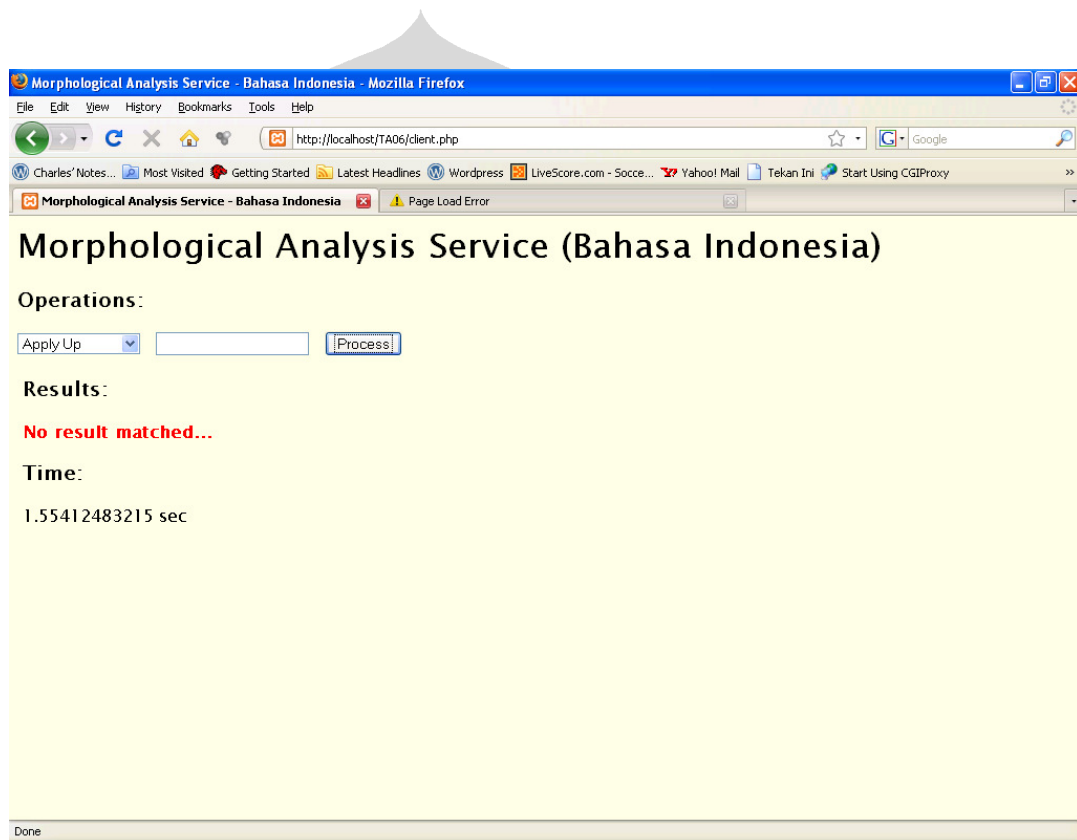 Morphological Analysis Service - Bahasa Indonesia - Mozilla Firefox
File Edit View History Bookmarks Tools Help
http://localhost/TA06/client.php G Google
Charles' Notes... Most Visited Getting Started Latest Headlines Wordpress LiveScore.com - Socce... Yahoo! Mail Tekan Ini Start Using CGIProxy »
Morphological Analysis Service - Bahasa Indonesia Page Load Error
Morphological Analysis Service (Bahasa Indonesia)
Operations:
Apply Up Process
Results:
No result matched...
Time:
1.55412483215 sec
Done